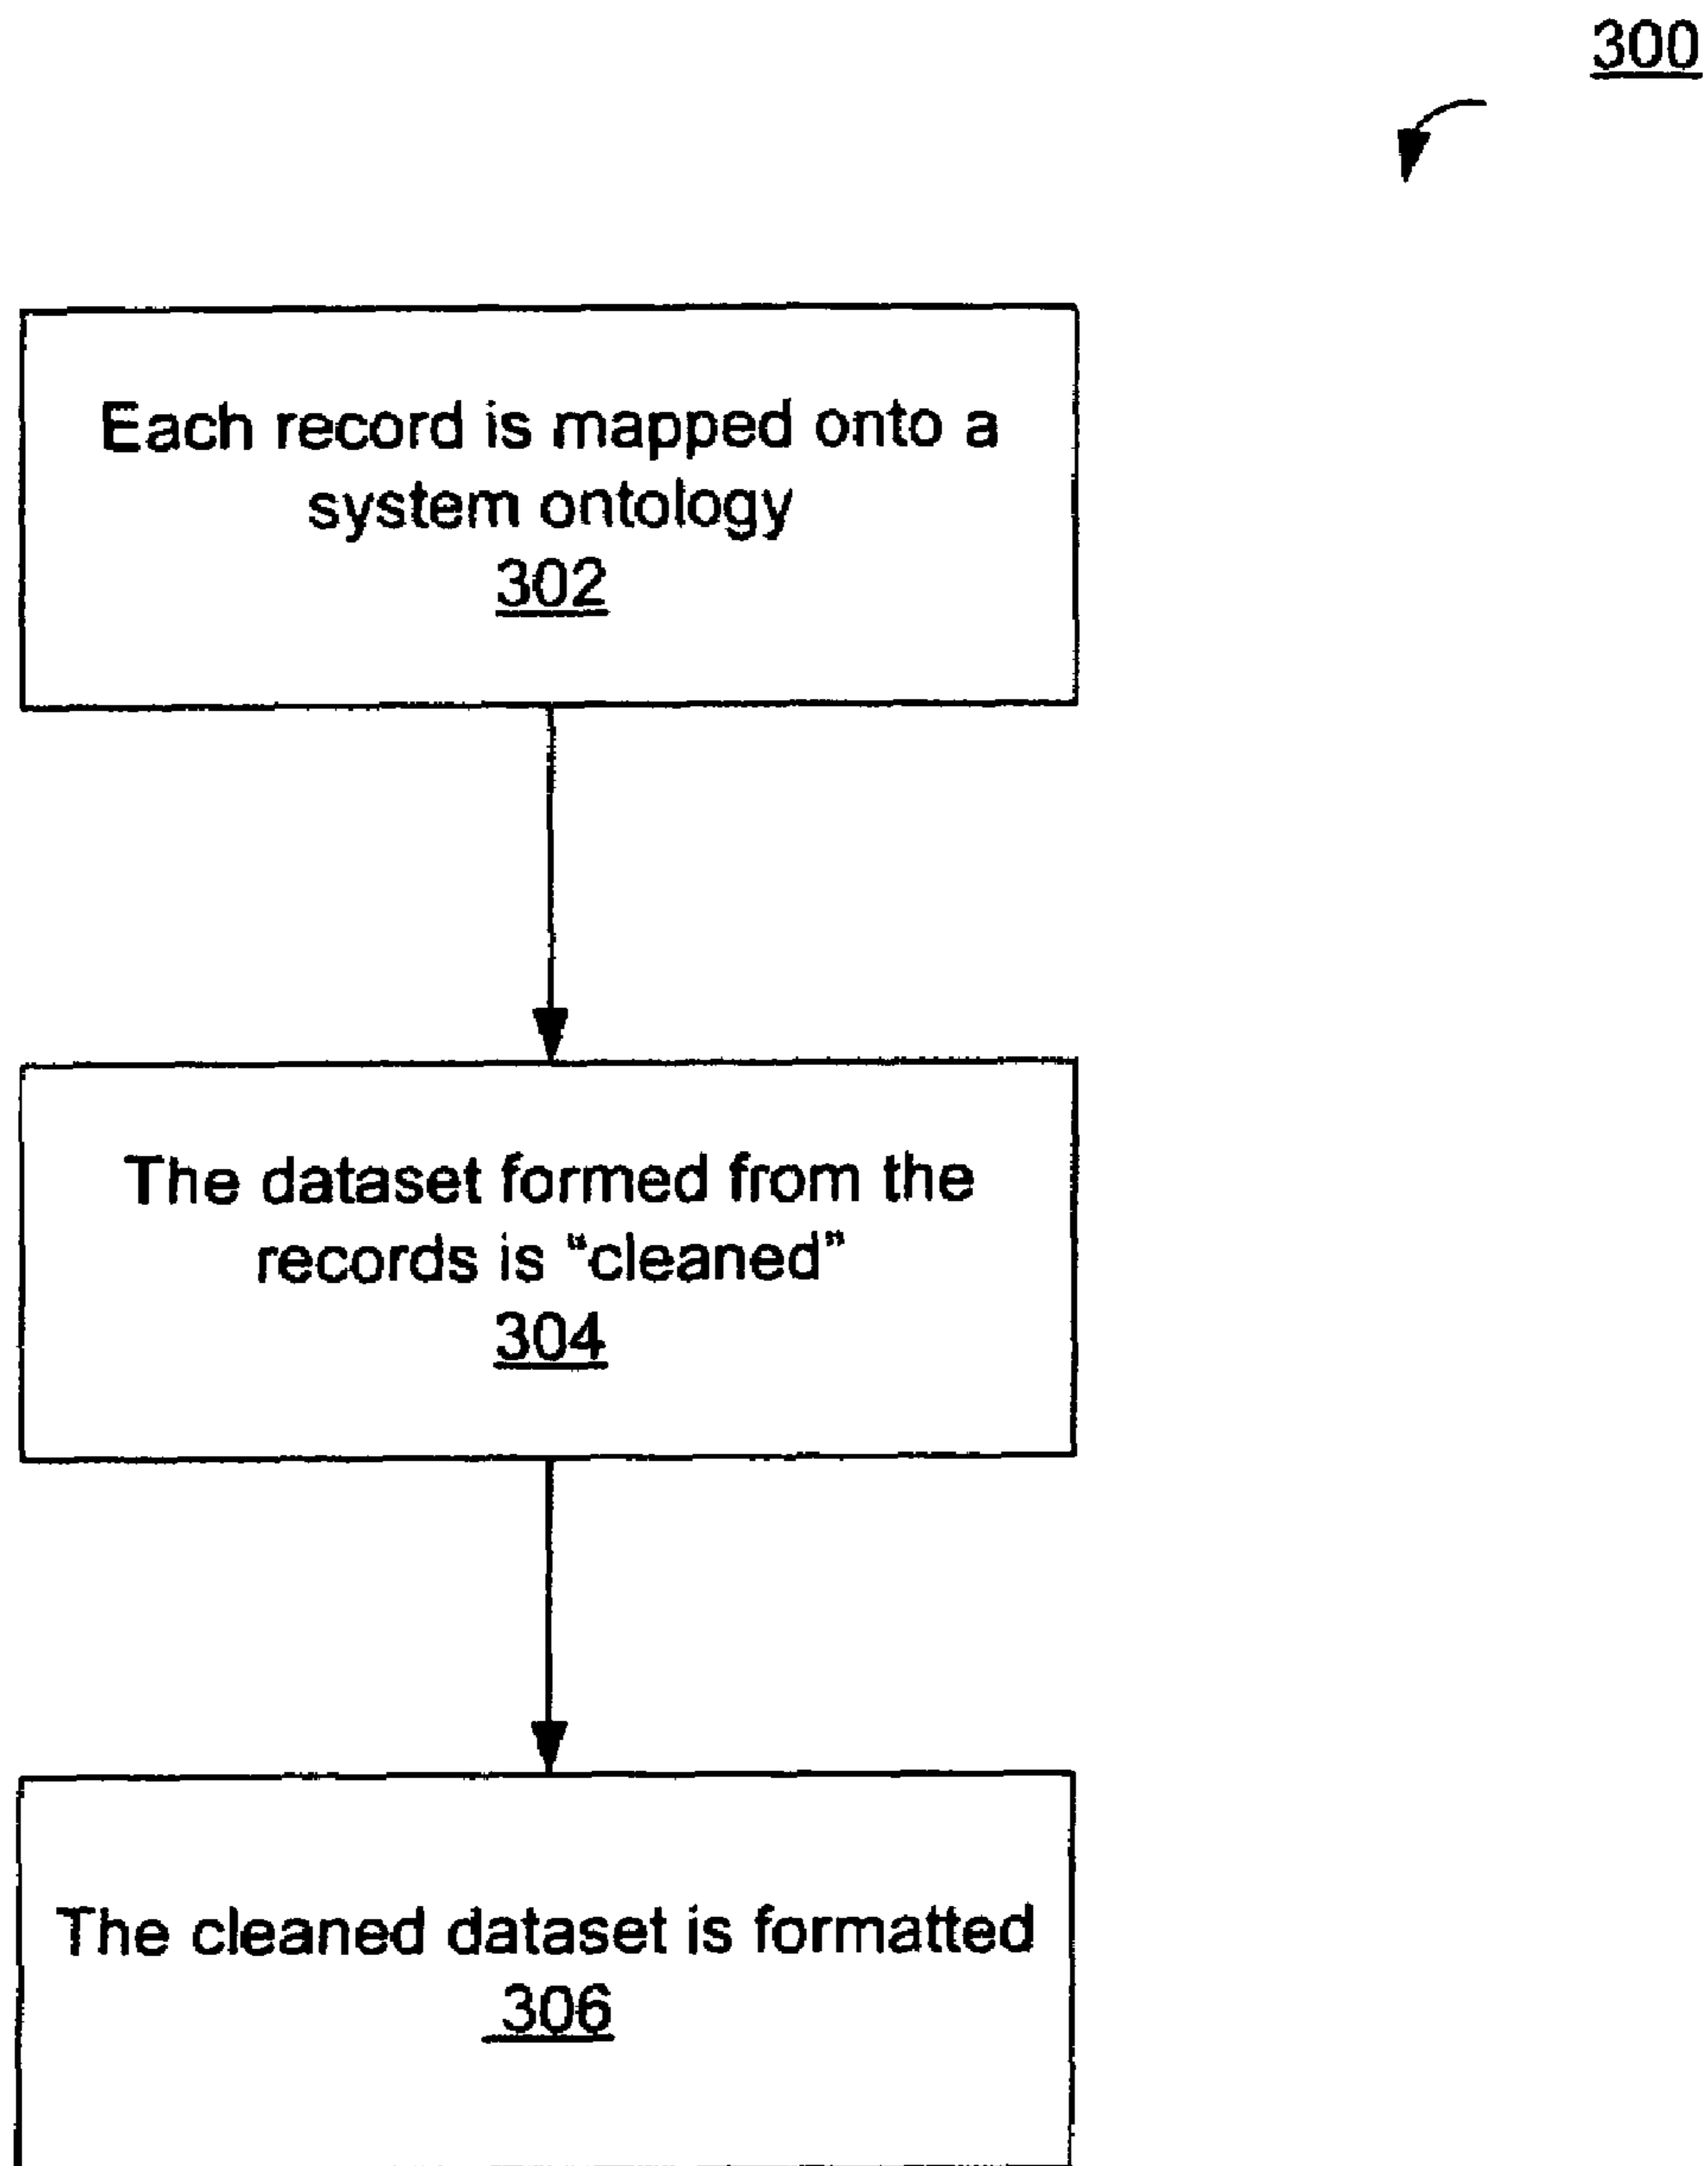 300
Each record is mapped onto a
system ontology
302
The dataset formed from the
records is “cleaned”
304
The cleaned dataset is formatted
306